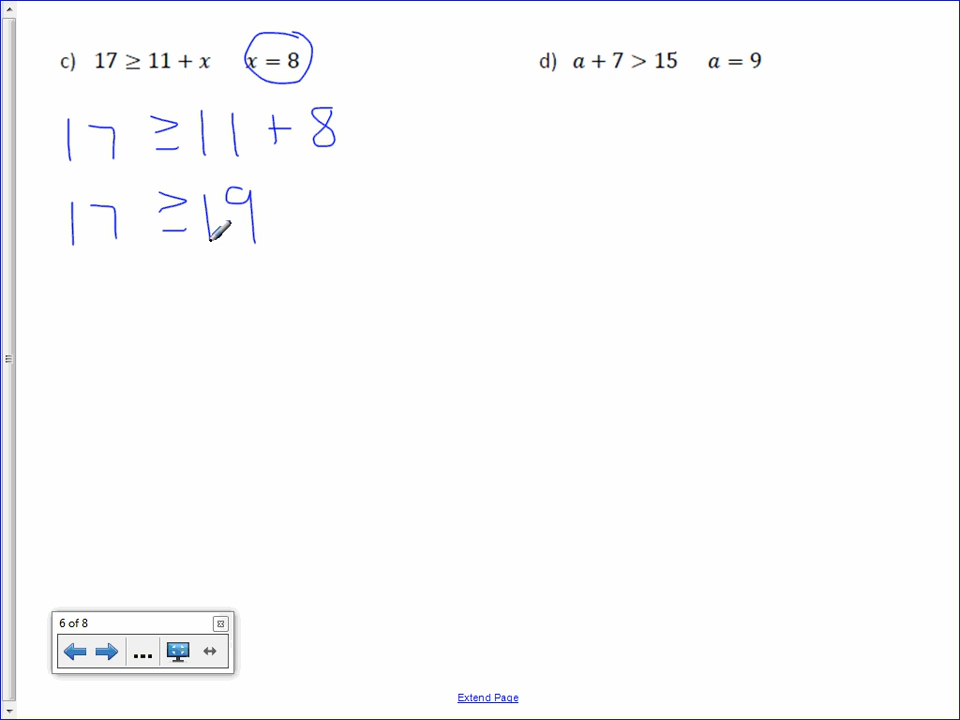 c) 17 ≥ 11 + x x = 8
17 ≥ 11 + 8
17 ≥ 19
d) a + 7 > 15 a = 9
6 of 8
...
Extend Page